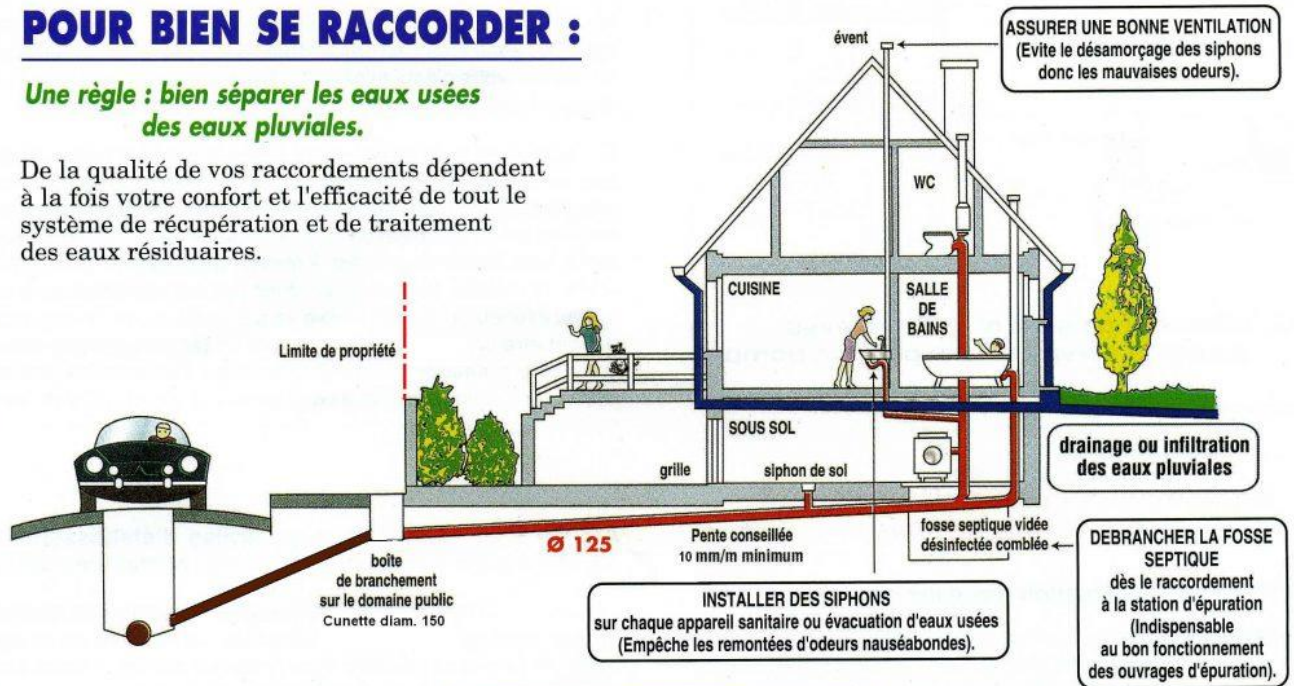 POUR BIEN SE RACCORDER :
Une règle : bien séparer les eaux usées
des eaux pluviales.
De la qualité de vos raccordements dépendent
à la fois votre confort et l'efficacité de tout le
système de récupération et de traitement
des eaux résiduaires.
évent
ASSURER UNE BONNE VENTILATION
(Evite le désamorçage des siphons
donc les mauvaises odeurs).
WC
CUISINE
SALLE
DE
BAINS
Limite de propriété
SOUS SOL
grille
siphon de sol
drainage ou infiltration
des eaux pluviales
Ø 125
Pente conseillée
10 mm/m minimum
fosse septique vidée
désinfectée comblée
boîte
de branchement
sur le domaine public
Cunette diam. 150
INSTALLER DES SIPHONS
sur chaque appareil sanitaire ou évacuation d'eaux usées
(Empêche les remontées d'odeurs nauséabondes).
DEBRANCHER LA FOSSE
SEPTIQUE
dès le raccordement
à la station d'épuration
(Indispensable
au bon fonctionnement
des ouvrages d'épuration).